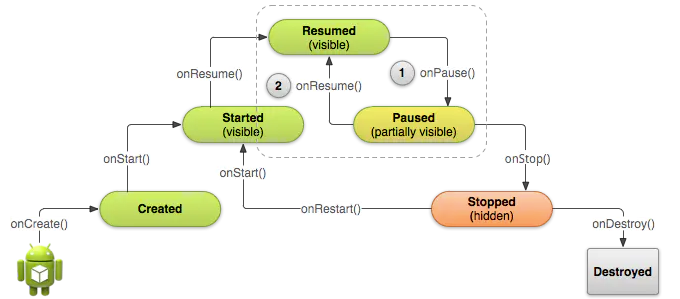 Resumed
(visible)
onResume()
onResume()
1
onPause()
2
Started
(visible)
Paused
(partially visible)
onStart()
onStart()
onStop()
Created
onRestart()
Stopped
(hidden)
onCreate()
onDestroy()
Destroyed